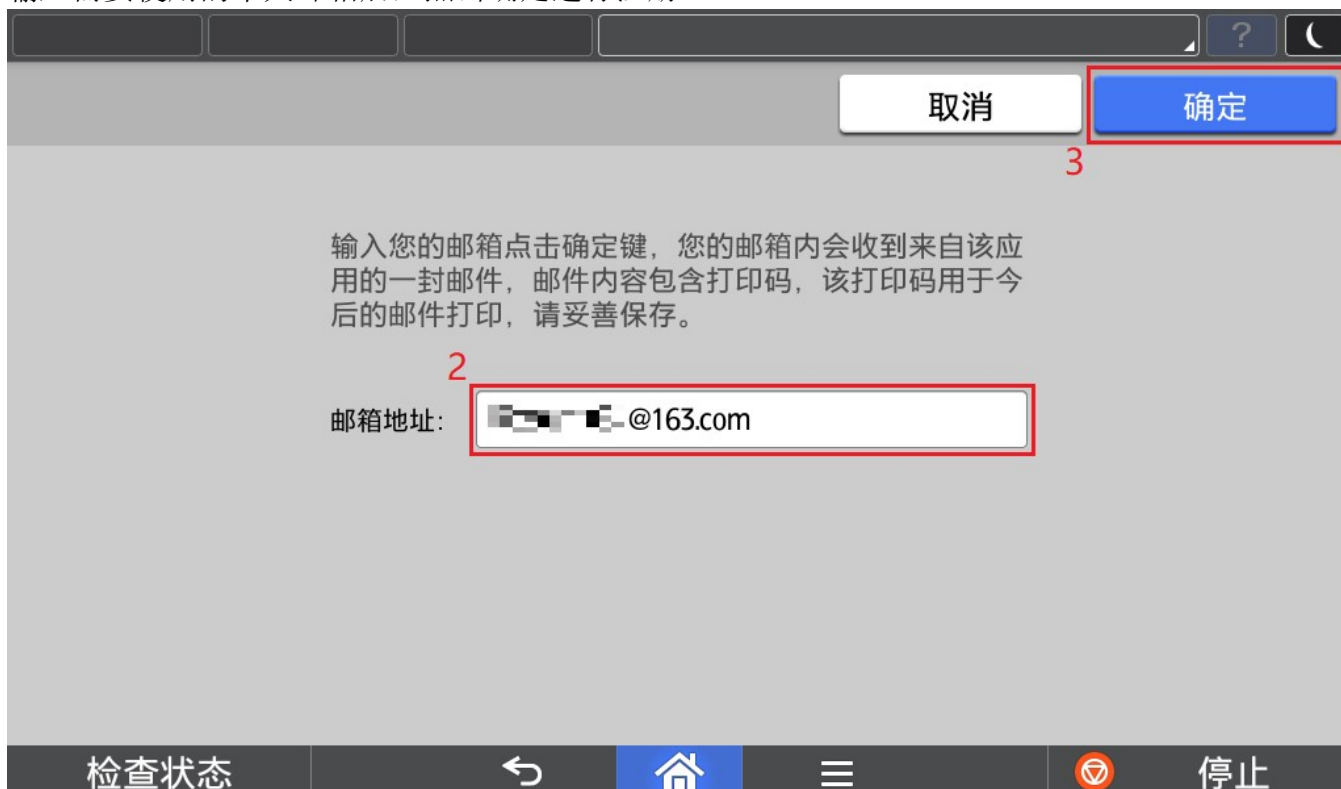 ?
取消
确定
3
输入您的邮箱点击确定键，您的邮箱内会收到来自该应
用的一封邮件，邮件内容包含打印码，该打印码用于今
后的邮件打印，请妥善保存。
2
邮箱地址：
@163.com
检查状态
停止